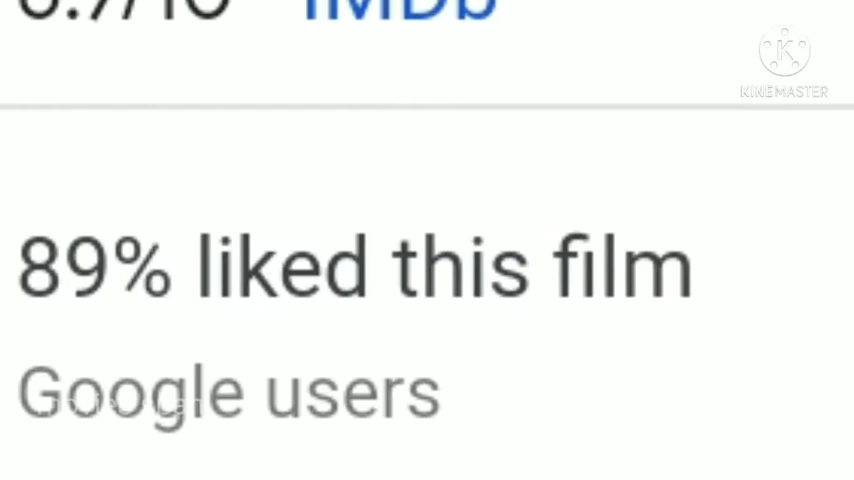 IMDb
K
KINEMASTER
89% liked this film
Google users